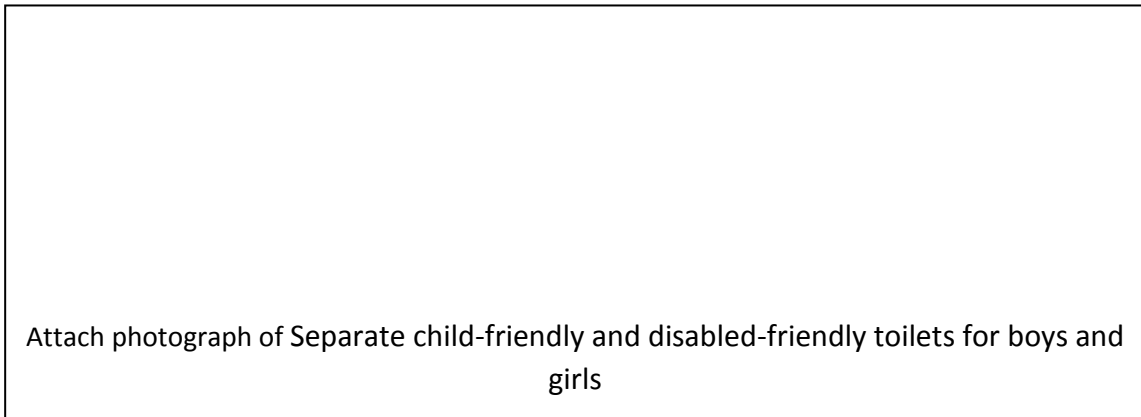 Attach photograph of Separate child-friendly and disabled-friendly toilets for boys and
girls